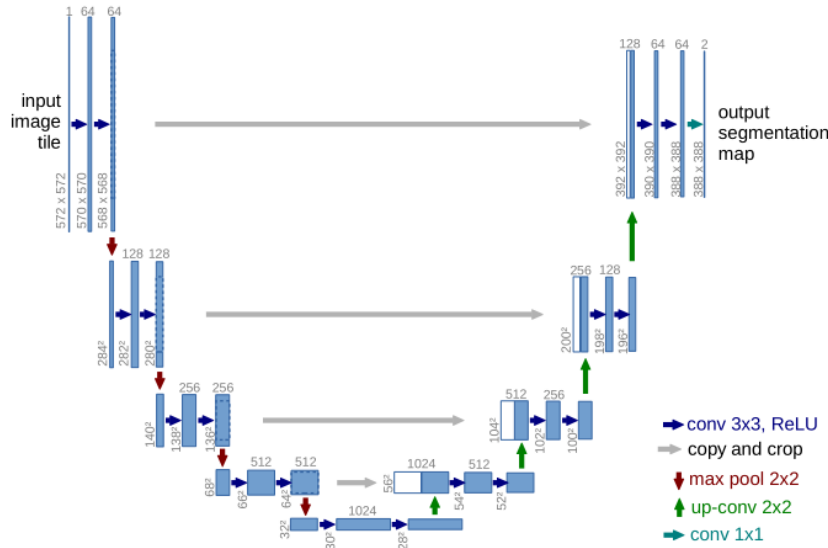 1 64 64
input
image
tile
572 x 572
570 x 570
568 x 568
128 64 64 2
output
segmentation
map
392 x 392
390 x 390
388 x 388
388 x 388
128 128
284²
282²
280²
256 128
200²
198²
196²
256 256
140²
138²
136²
512 256
104²
102²
100²
512 512
68²
66²
64²
1024 512
56²
54²
52²
1024
32²
30²
28²
conv 3x3, ReLU
copy and crop
max pool 2x2
up-conv 2x2
conv 1x1